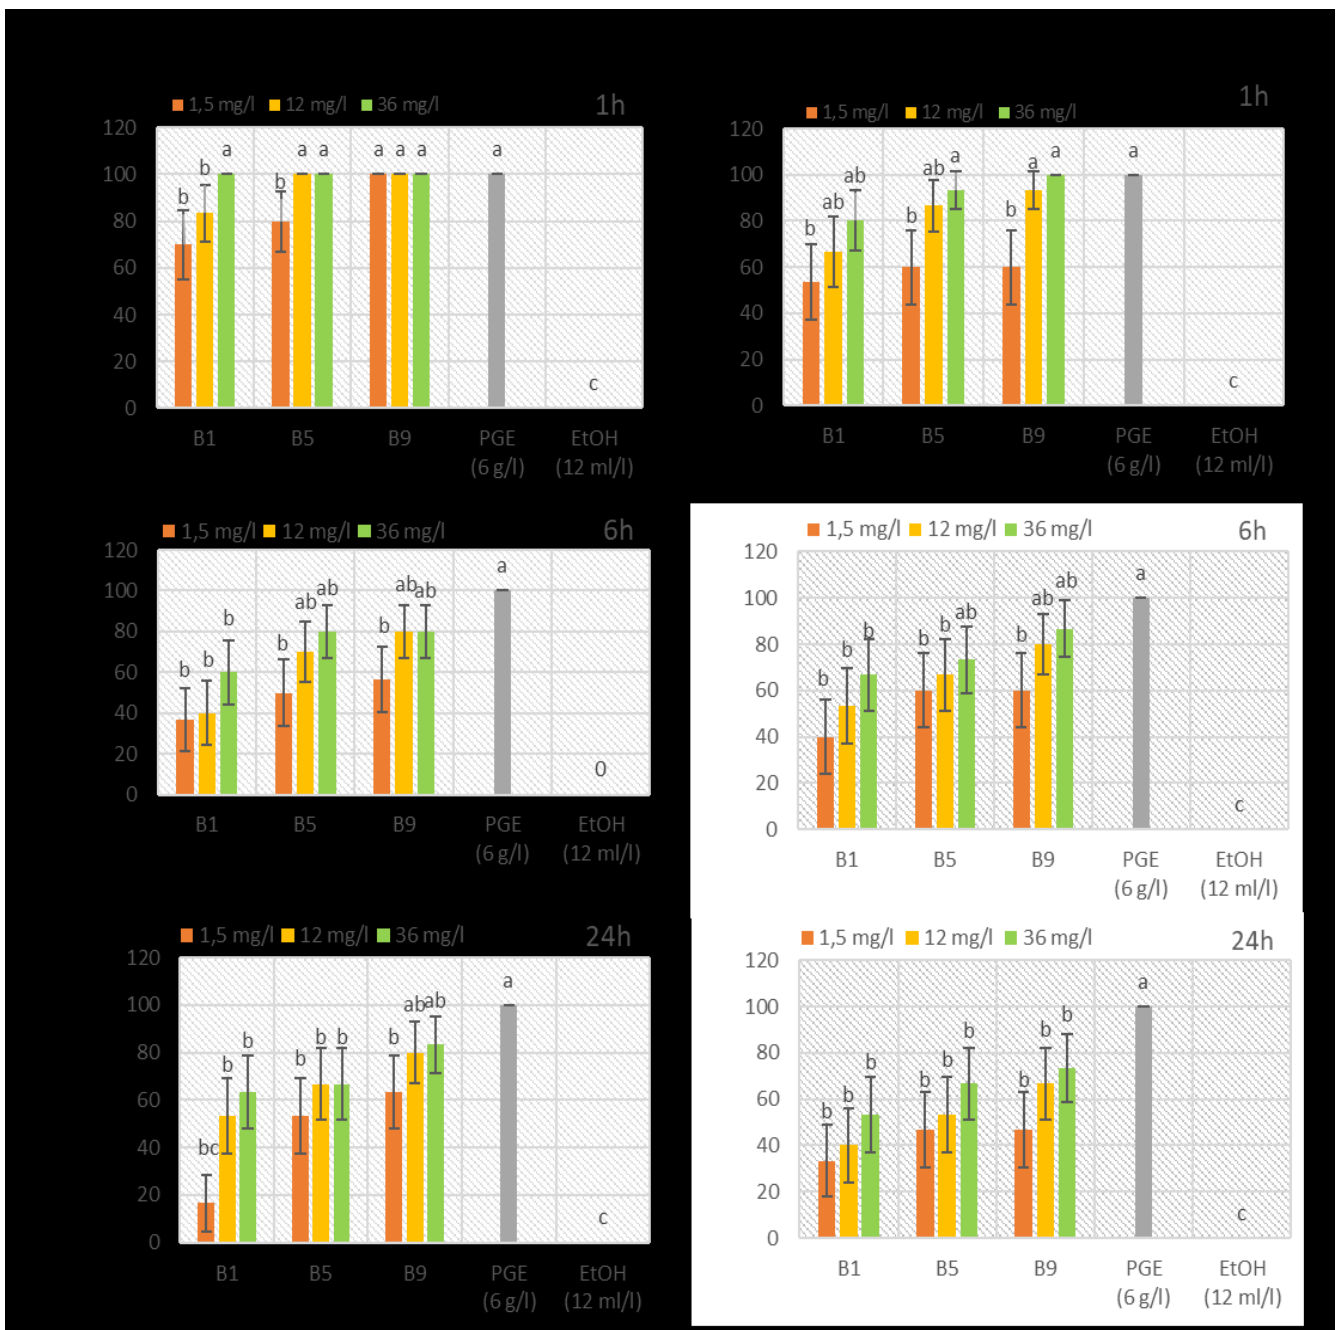 1,5 mg/l 12 mg/l 36 mg/l 1h
120
100
80
60
40
20
0
b b a b a a a a a a c
B1 B5 B9 PGE EtOH
(6 g/l) (12 ml/l)
1,5 mg/l 12 mg/l 36 mg/l 1h
120
100
80
60
40
20
0
b ab ab b ab a b a a a c
B1 B5 B9 PGE EtOH
(6 g/l) (12 ml/l)
1,5 mg/l 12 mg/l 36 mg/l 6h
120
100
80
60
40
20
0
b b b b ab ab b ab ab a 0
B1 B5 B9 PGE EtOH
(6 g/l) (12 ml/l)
1,5 mg/l 12 mg/l 36 mg/l 6h
120
100
80
60
40
20
0
b b b b b ab b ab ab a c
B1 B5 B9 PGE EtOH
(6 g/l) (12 ml/l)
1,5 mg/l 12 mg/l 36 mg/l 24h
120
100
80
60
40
20
0
bc b b b b b b ab ab a c
B1 B5 B9 PGE EtOH
(6 g/l) (12 ml/l)
1,5 mg/l 12 mg/l 36 mg/l 24h
120
100
80
60
40
20
0
b b b b b b b b b a c
B1 B5 B9 PGE EtOH
(6 g/l) (12 ml/l)